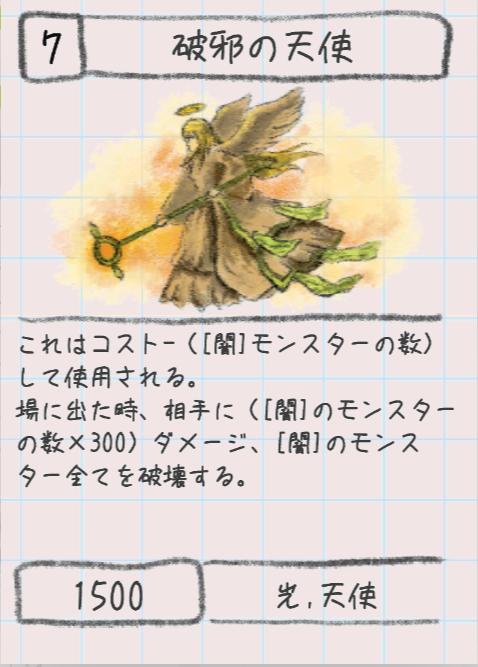 7
破邪の天使
これはコストー([闇]モンスターの数)
して使用される。
場に出た時、相手に([闇]のモンスター
の数×300)ダメージ、[闇]のモンス
ター全てを破壊する。
1500
光,天使